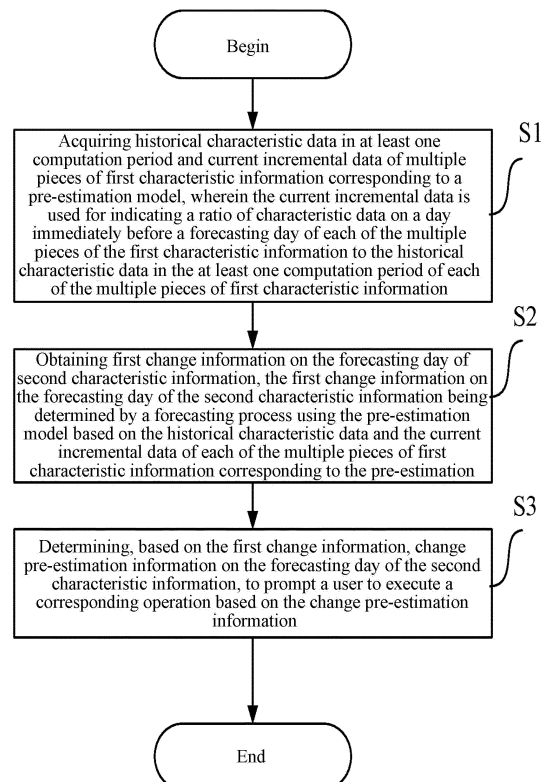 Begin
Acquiring historical characteristic data in at least one
computation period and current incremental data of multiple
pieces of first characteristic information corresponding to a
pre-estimation model, wherein the current incremental data is
used for indicating a ratio of characteristic data on a day
immediately before a forecasting day of each of the multiple
pieces of the first characteristic information to the historical
characteristic data in the at least one computation period of each
of the multiple pieces of first characteristic information
S1
Obtaining first change information on the forecasting day of
second characteristic information, the first change information on
the forecasting day of the second characteristic information being
determined by a forecasting process using the pre-estimation
model based on the historical characteristic data and the current
incremental data of each of the multiple pieces of first
characteristic information corresponding to the pre-estimation
S2
Determining, based on the first change information, change
pre-estimation information on the forecasting day of the second
characteristic information, to prompt a user to execute a
corresponding operation based on the change pre-estimation
information
S3
End